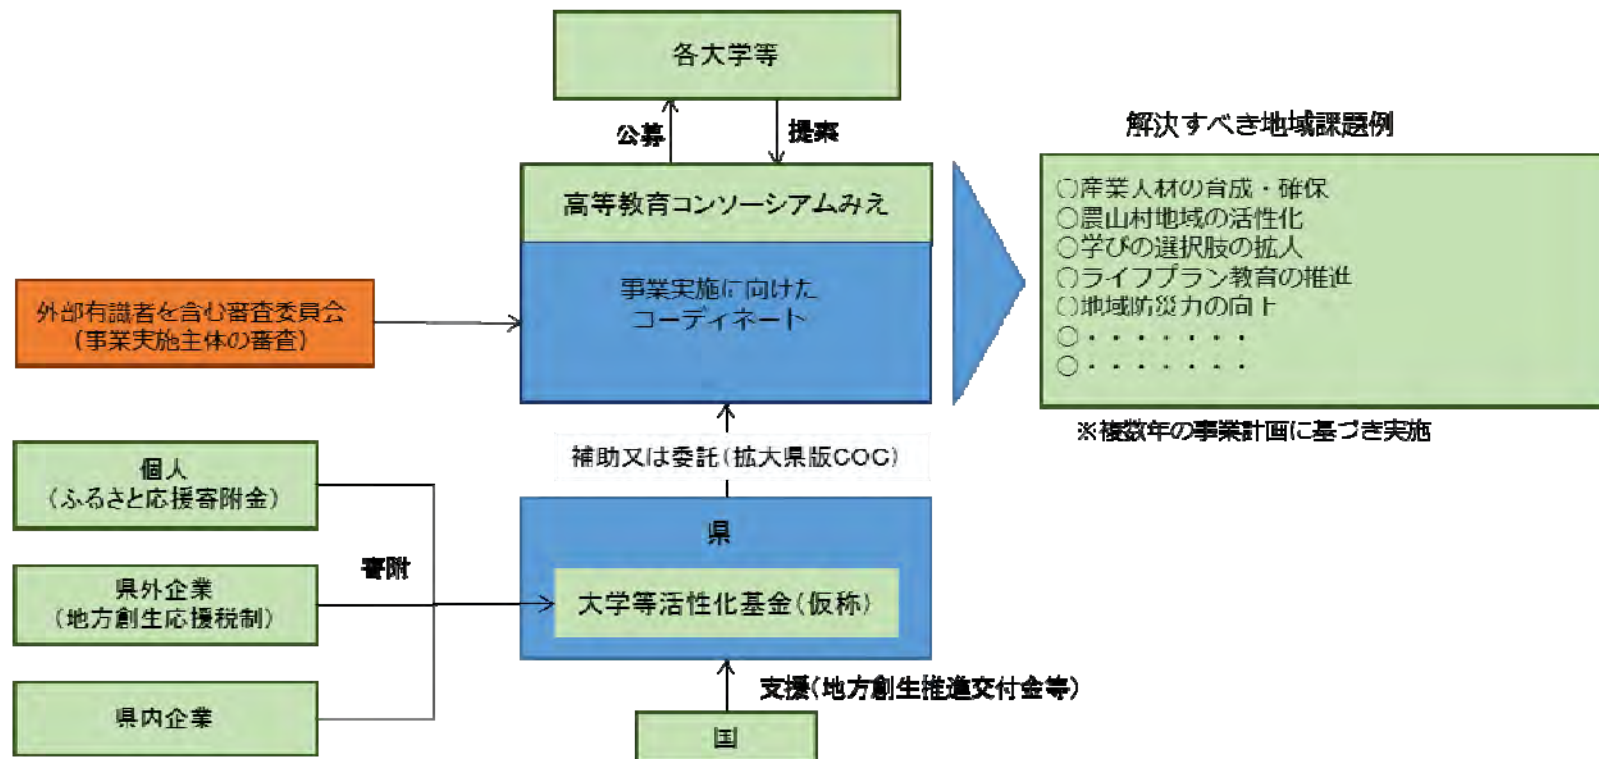 各大学等
公募
提案
高等教育コンソーシアムみえ
事業実施に向けた
コーディネート
外部有識者を含む審査委員会
（事業実施主体の審査）
解決すべき地域課題例
○産業人材の育成・確保
○農山村地域の活性化
○学びの選択肢の拡大
○ライフプラン教育の推進
○地域防災力の向上
○・・・・・・・
○・・・・・・・
※複数年の事業計画に基づき実施
補助又は委託（拡大県版COC）
個人
（ふるさと応援寄附金）
県外企業
（地方創生応援税制）
県内企業
寄附
県
大学等活性化基金（仮称）
支援（地方創生推進交付金等）
国